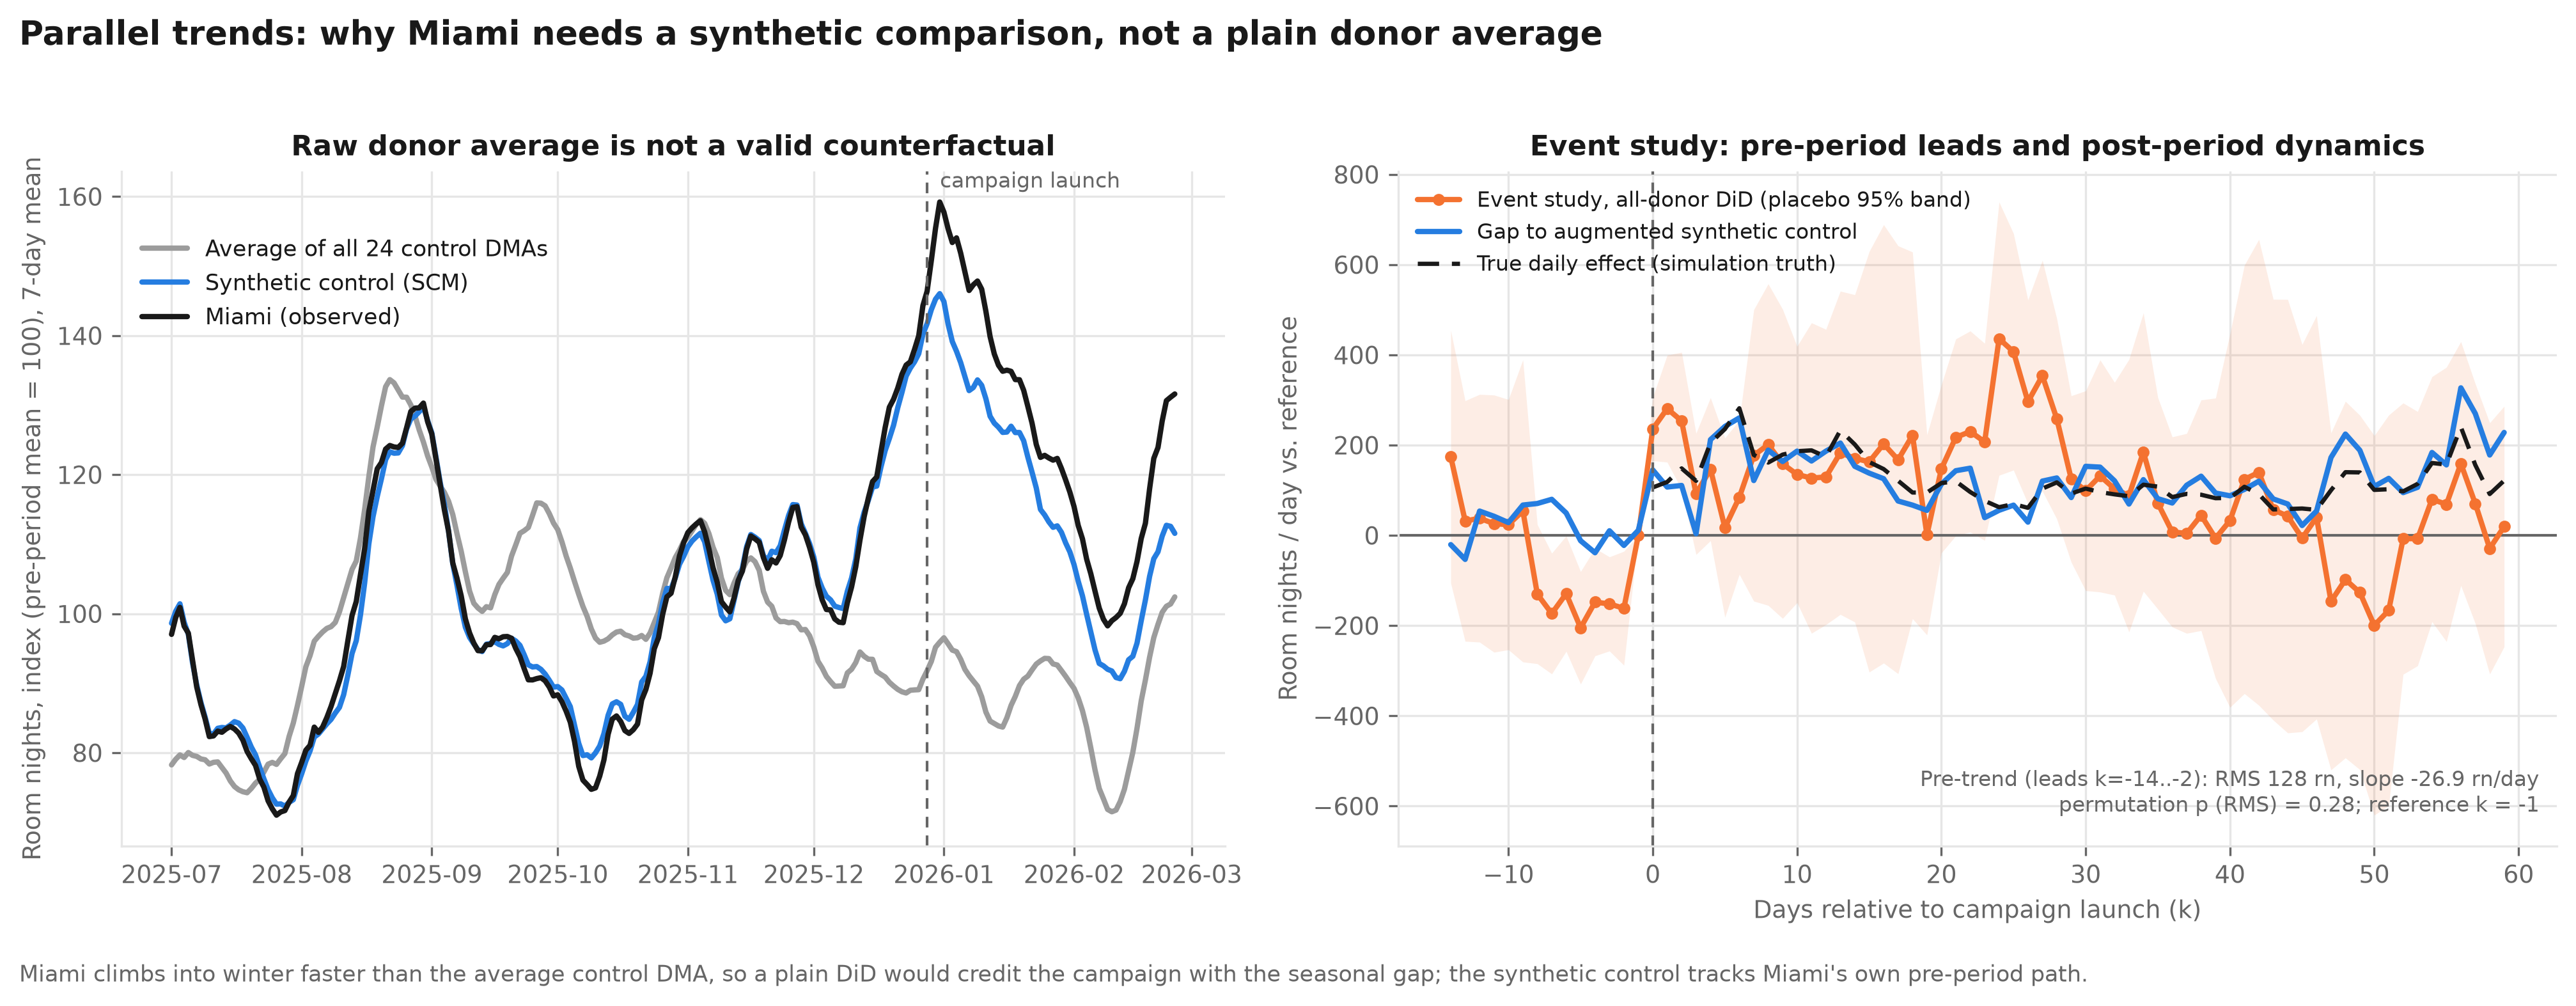 Parallel trends: why Miami needs a synthetic comparison, not a plain donor average
Raw donor average is not a valid counterfactual
Room nights, index (pre-period mean = 100), 7-day mean
160
140
120
100
80
campaign launch
Average of all 24 control DMAs
Synthetic control (SCM)
Miami (observed)
2025-07
2025-08
2025-09
2025-10
2025-11
2025-12
2026-01
2026-02
2026-03
Event study: pre-period leads and post-period dynamics
Room nights / day vs. reference
800
600
400
200
0
−200
−400
−600
Event study, all-donor DiD (placebo 95% band)
Gap to augmented synthetic control
True daily effect (simulation truth)
Pre-trend (leads k=-14..-2): RMS 128 rn, slope -26.9 rn/day
permutation p (RMS) = 0.28; reference k = -1
−10
0
10
20
30
40
50
60
Days relative to campaign launch (k)
Miami climbs into winter faster than the average control DMA, so a plain DiD would credit the campaign with the seasonal gap; the synthetic control tracks Miami's own pre-period path.